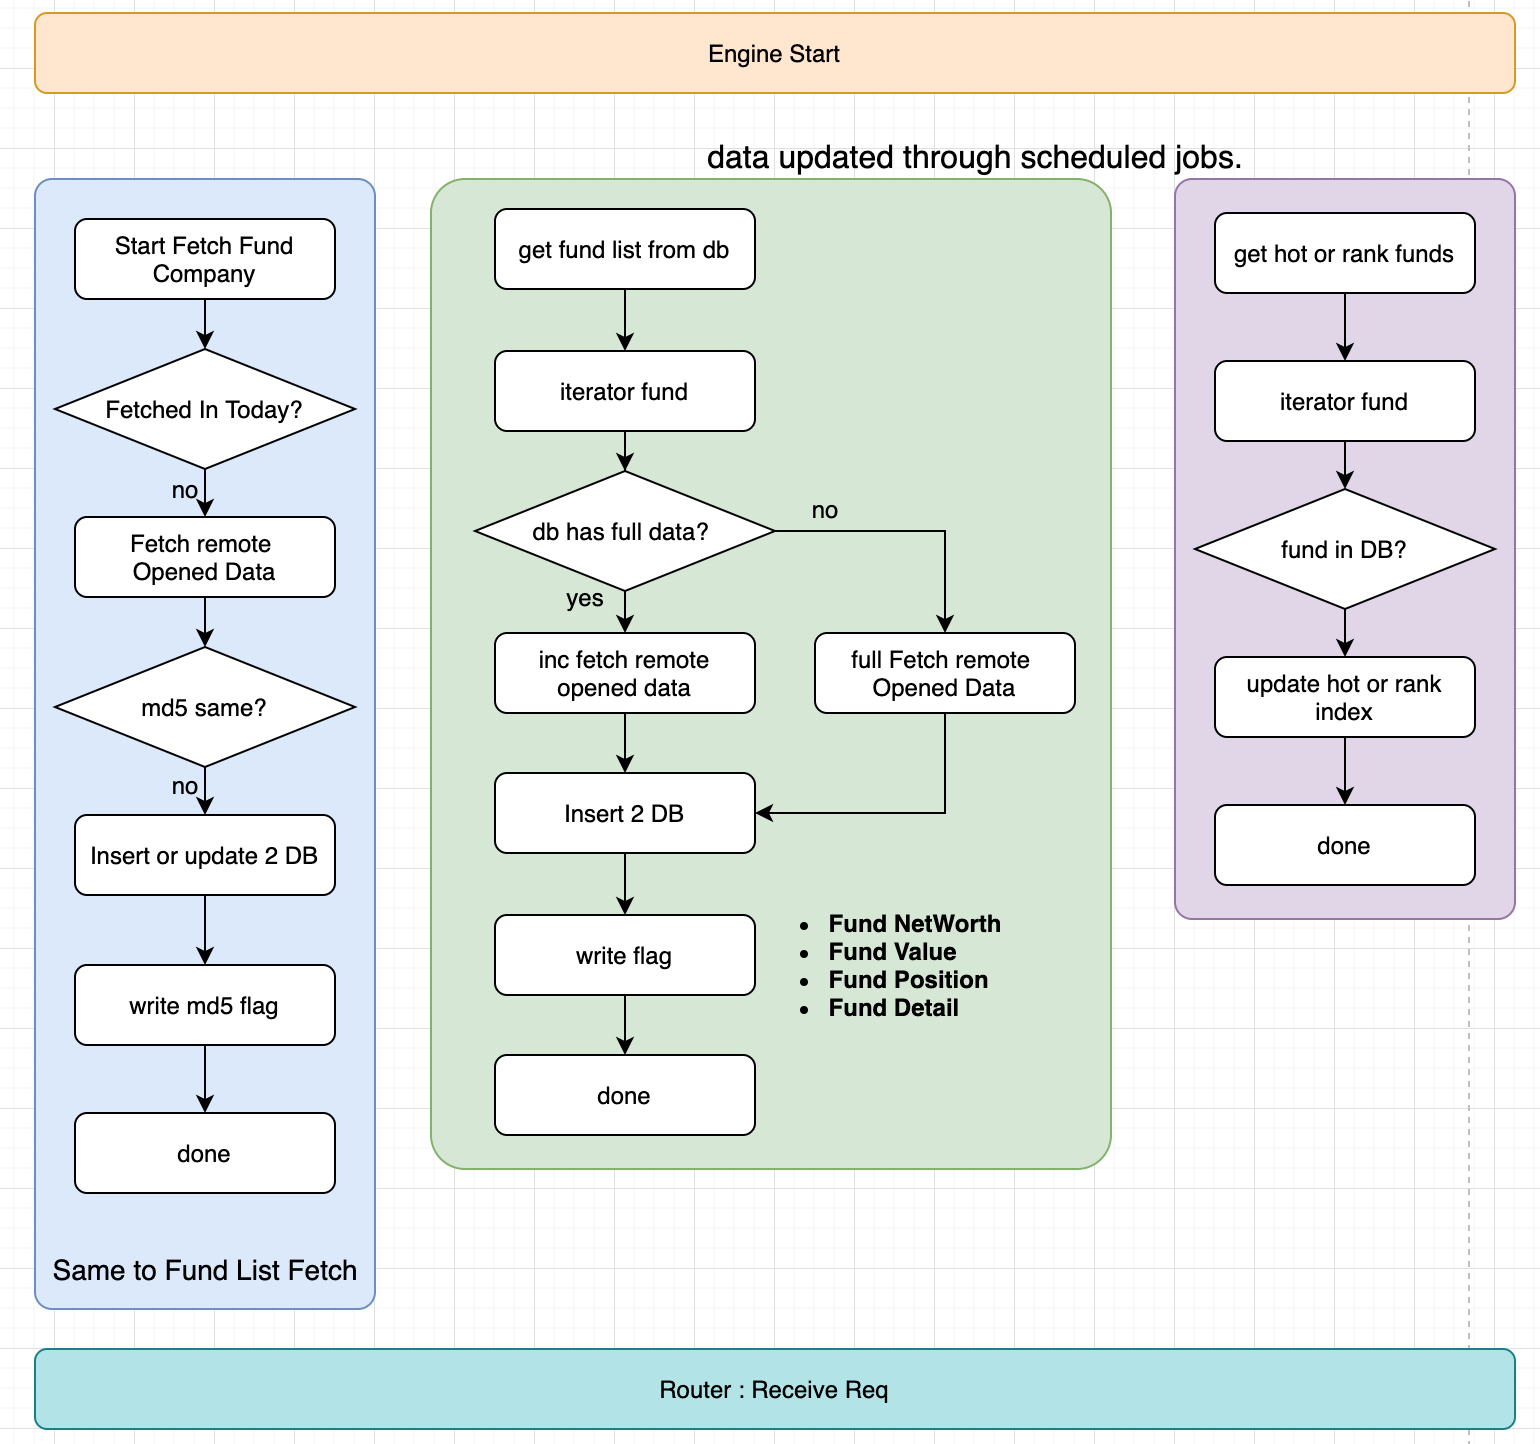 Engine Start
data updated through scheduled jobs.
Start Fetch Fund
Company
Fetched In Today?
no
Fetch remote
Opened Data
md5 same?
no
Insert or update 2 DB
write md5 flag
done
Same to Fund List Fetch
get fund list from db
iterator fund
db has full data?
no
yes
inc fetch remote
opened data
full Fetch remote
Opened Data
Insert 2 DB
write flag
• Fund NetWorth
• Fund Value
• Fund Position
• Fund Detail
done
get hot or rank funds
iterator fund
fund in DB?
update hot or rank
index
done
Router : Receive Req